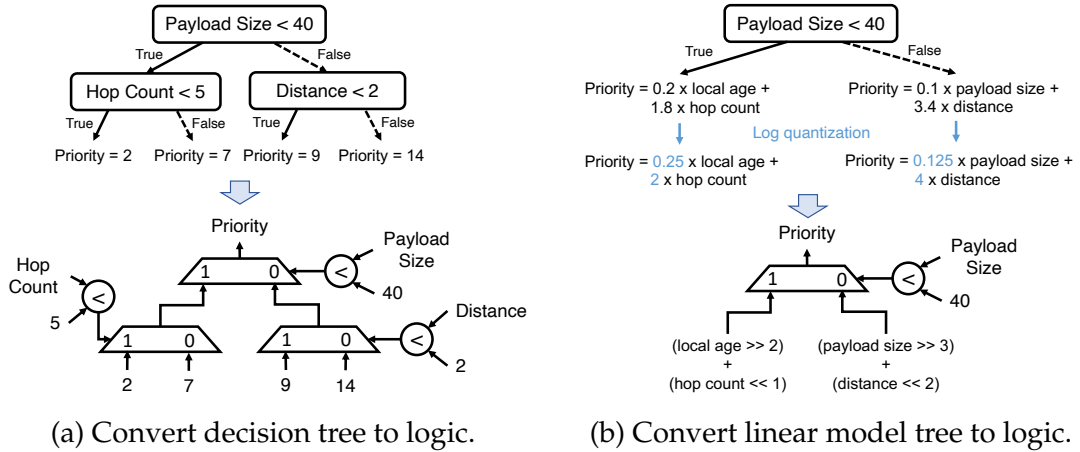 Payload Size < 40
True
False
Hop Count < 5
Distance < 2
True
False
True
False
Priority = 2
Priority = 7
Priority = 9
Priority = 14
Priority
1
0
<
Payload
Size
40
Hop
Count
<
5
1
0
2
7
1
0
9
14
<
Distance
2
(a) Convert decision tree to logic.
Payload Size < 40
True
False
Priority = 0.2 x local age +
1.8 x hop count
Priority = 0.1 x payload size +
3.4 x distance
Log quantization
Priority = 0.25 x local age +
2 x hop count
Priority = 0.125 x payload size +
4 x distance
Priority
1
0
<
Payload
Size
40
(local age >> 2)
+
(hop count << 1)
(payload size >> 3)
+
(distance << 2)
(b) Convert linear model tree to logic.